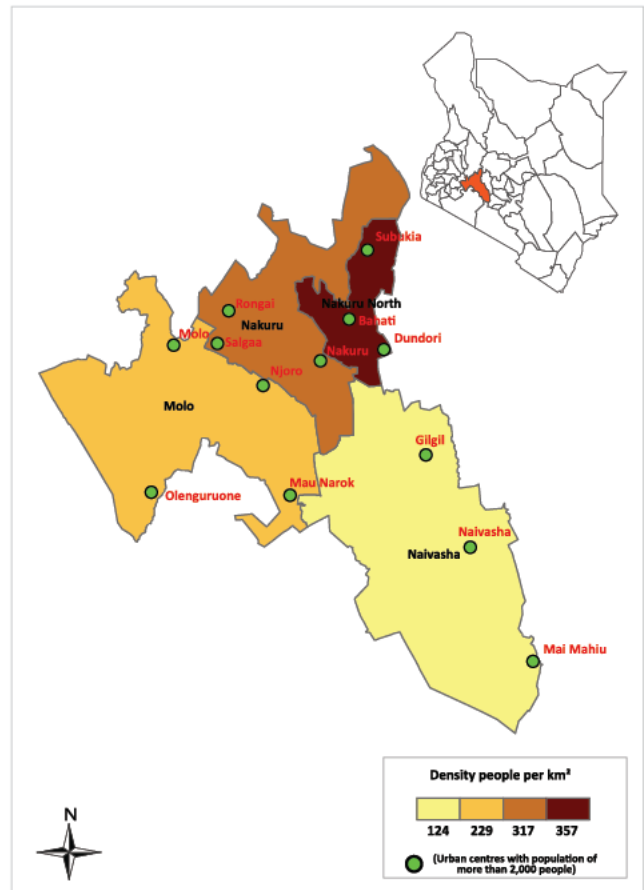 Subukia
Nakuru North
Bahati
Rongai
Nakuru
Molo
Salgaa
Nakuru
Dundori
Njoro
Molo
Gilgil
Olenguruone
Mau Narok
Naivasha
Naivasha
Mai Mahiu
Density people per km²
124 229 317 357
(Urban centres with population of
more than 2,000 people)
N